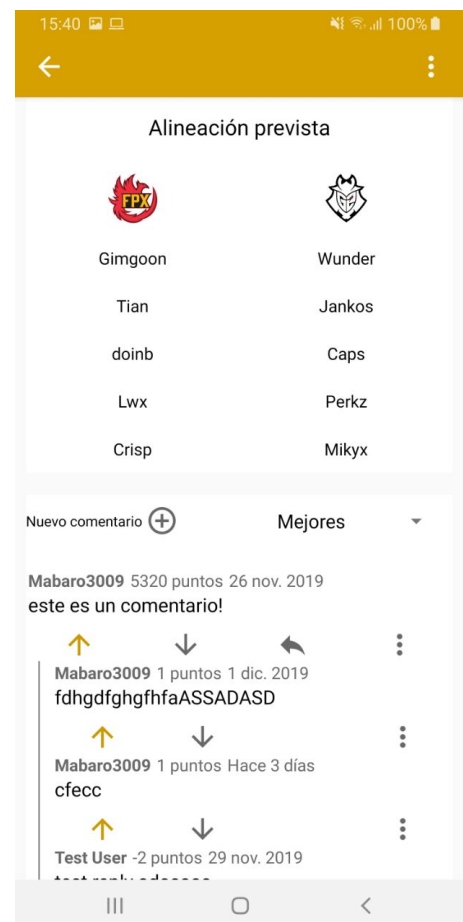 15:40 100%
Alineación prevista
FPX
Gimgoon Wunder
Tian Jankos
doinb Caps
Lwx Perkz
Crisp Mikyx
Nuevo comentario Mejores
Mabaro3009 5320 puntos 26 nov. 2019
este es un comentario!
Mabaro3009 1 puntos 1 dic. 2019
fdhgdfghgfhfaASSADASD
Mabaro3009 1 puntos Hace 3 días
cfecc
Test User -2 puntos 29 nov. 2019
test reply